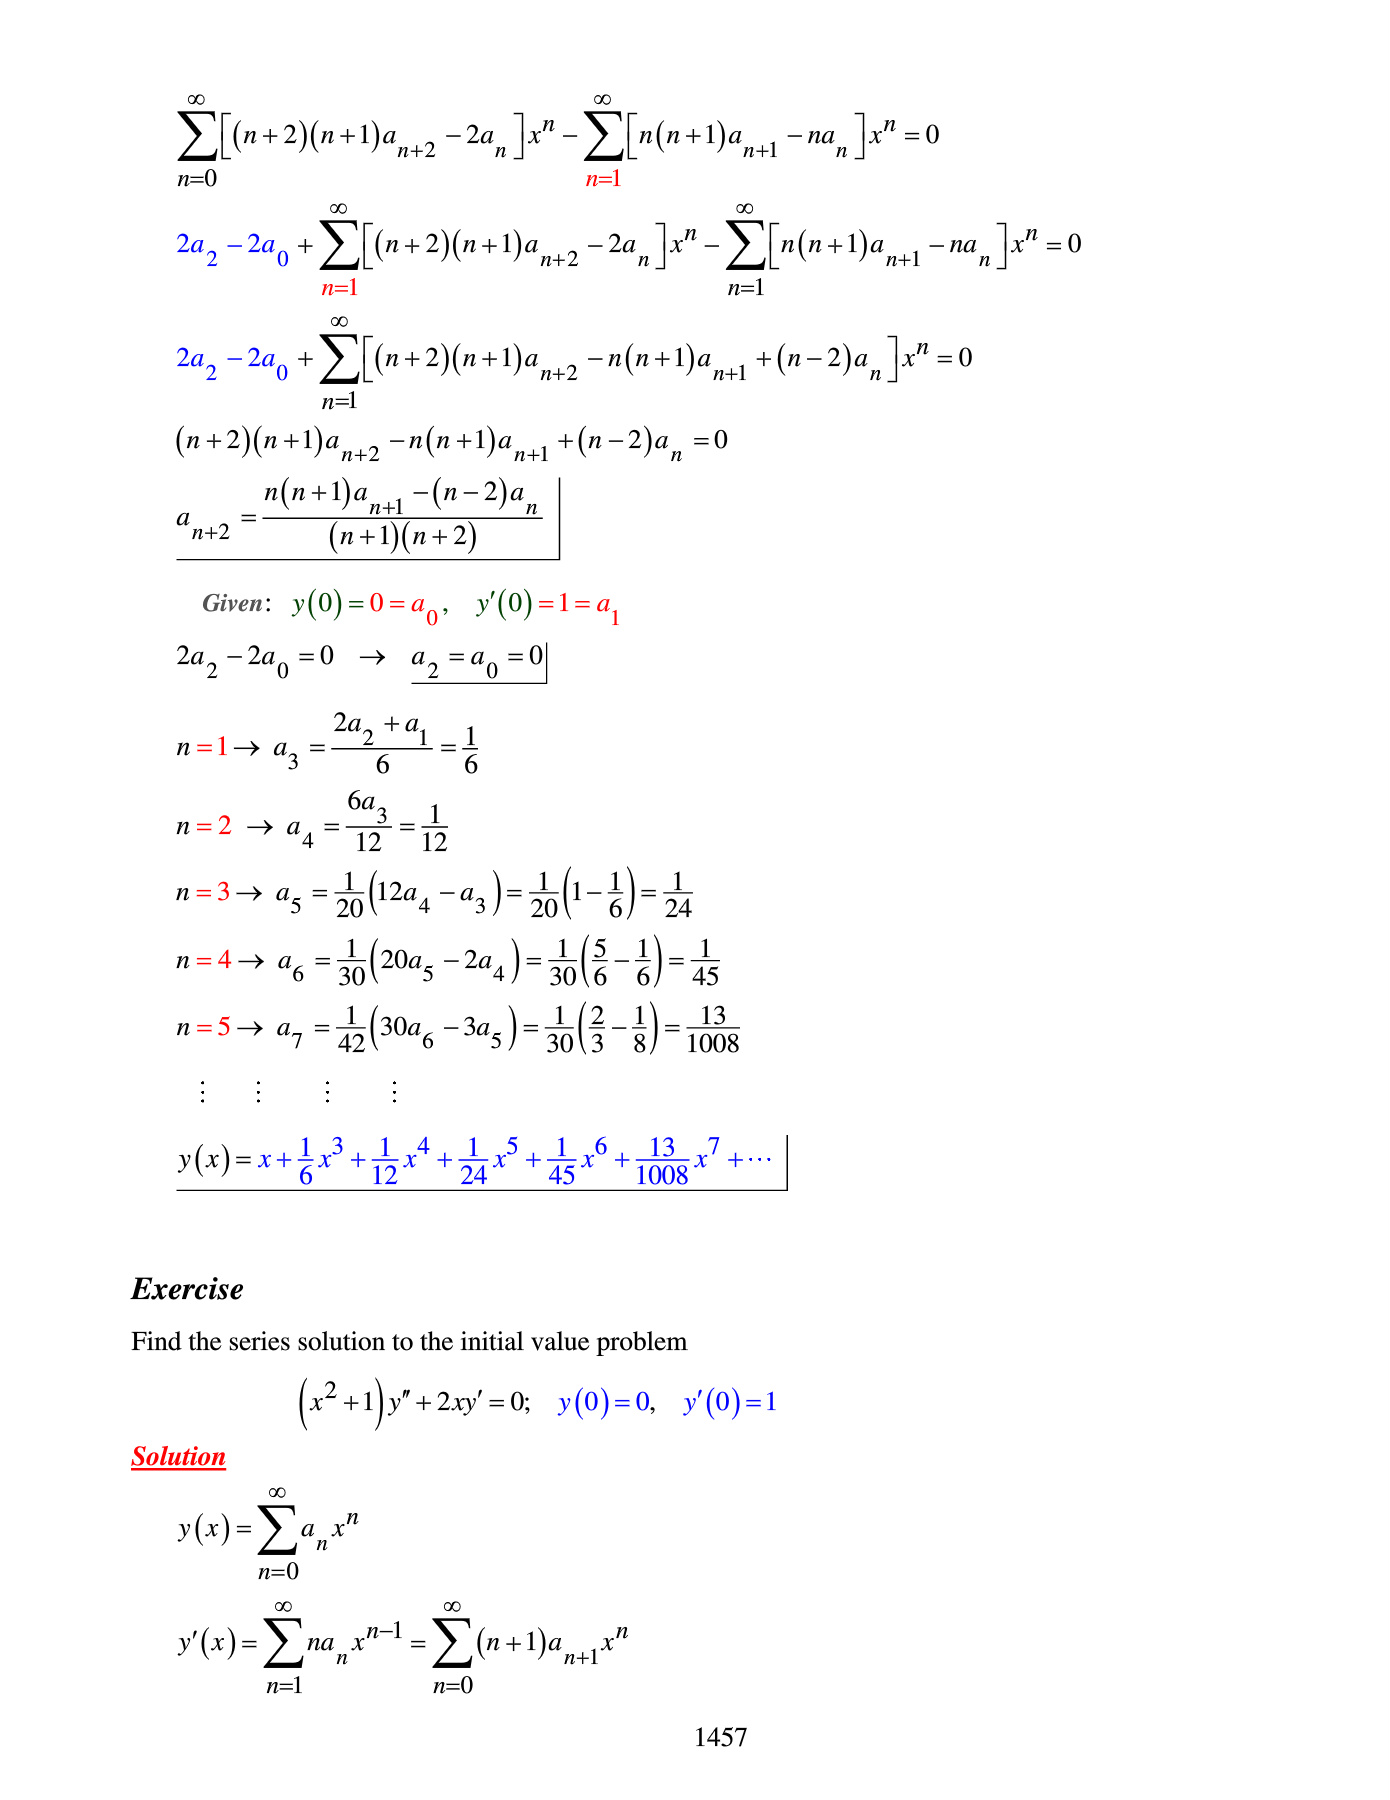 $\sum_{n=0}^{\infty}\left[(n+2)(n+1)a_{n+2}-2a_n\right]x^n-\sum_{n=1}^{\infty}\left[n(n+1)a_{n+1}-na_n\right]x^n=0$
$2a_2-2a_0+\sum_{n=1}^{\infty}\left[(n+2)(n+1)a_{n+2}-2a_n\right]x^n-\sum_{n=1}^{\infty}\left[n(n+1)a_{n+1}-na_n\right]x^n=0$
$2a_2-2a_0+\sum_{n=1}^{\infty}\left[(n+2)(n+1)a_{n+2}-n(n+1)a_{n+1}+(n-2)a_n\right]x^n=0$
$(n+2)(n+1)a_{n+2}-n(n+1)a_{n+1}+(n-2)a_n=0$
$a_{n+2}=\frac{n(n+1)a_{n+1}-(n-2)a_n}{(n+1)(n+2)}$
Given: $y(0)=0=a_0,\quad y'(0)=1=a_1$
$2a_2-2a_0=0 \rightarrow a_2=a_0=0$
$n=1\rightarrow a_3=\frac{2a_2+a_1}{6}=\frac{1}{6}$
$n=2\rightarrow a_4=\frac{6a_3}{12}=\frac{1}{12}$
$n=3\rightarrow a_5=\frac{1}{20}\left(12a_4-a_3\right)=\frac{1}{20}\left(1-\frac{1}{6}\right)=\frac{1}{24}$
$n=4\rightarrow a_6=\frac{1}{30}\left(20a_5-2a_4\right)=\frac{1}{30}\left(\frac{5}{6}-\frac{1}{6}\right)=\frac{1}{45}$
$n=5\rightarrow a_7=\frac{1}{42}\left(30a_6-3a_5\right)=\frac{1}{30}\left(\frac{2}{3}-\frac{1}{8}\right)=\frac{13}{1008}$
⋮ ⋮ ⋮ ⋮
$y(x)=x+\frac{1}{6}x^3+\frac{1}{12}x^4+\frac{1}{24}x^5+\frac{1}{45}x^6+\frac{13}{1008}x^7+\cdots$
Exercise
Find the series solution to the initial value problem
$\left(x^2+1\right)y''+2xy'=0;\quad y(0)=0,\quad y'(0)=1$
Solution
$y(x)=\sum_{n=0}^{\infty}a_nx^n$
$y'(x)=\sum_{n=1}^{\infty}na_nx^{n-1}=\sum_{n=0}^{\infty}(n+1)a_{n+1}x^n$
1457